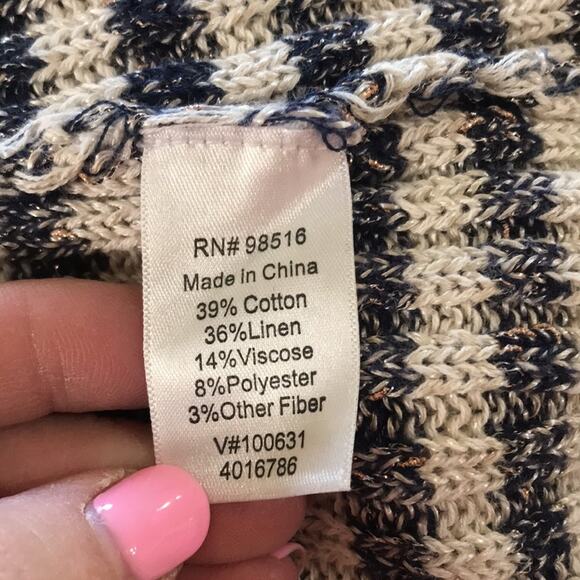 RN# 98516
Made in China
39% Cotton
36%Linen
14%Viscose
8%Polyester
3%Other Fiber
V#100631
4016786